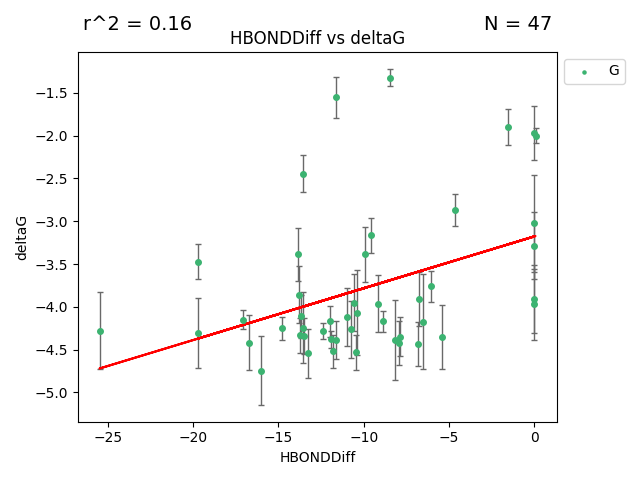 r^2 = 0.16
N = 47
HBONDDiff vs deltaG
G
−1.5
−2.0
−2.5
−3.0
−3.5
−4.0
−4.5
−5.0
deltaG
−25
−20
−15
−10
−5
0
HBONDDiff